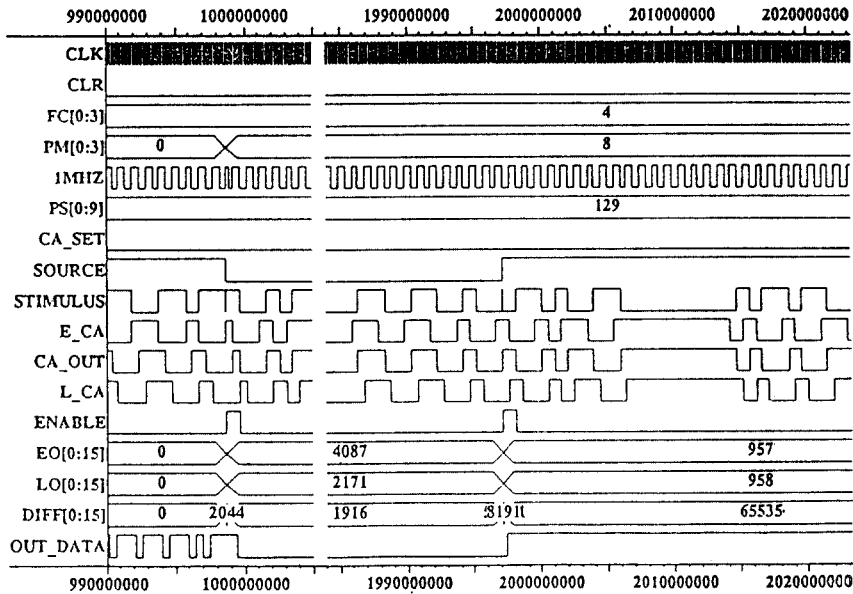 990000000 1000000000 1990000000 2000000000 2010000000 2020000000
CLK
CLR
FC[0:3] 4
PM[0:3] 0 8
1MHZ
PS[0:9] 129
CA_SET
SOURCE
STIMULUS
E_CA
CA_OUT
L_CA
ENABLE
EO[0:15] 0 4087 957
LO[0:15] 0 2171 958
DIFF[0:15] 0 2044 1916 65535
OUT_DATA
990000000 1000000000 1990000000 2000000000 2010000000 2020000000